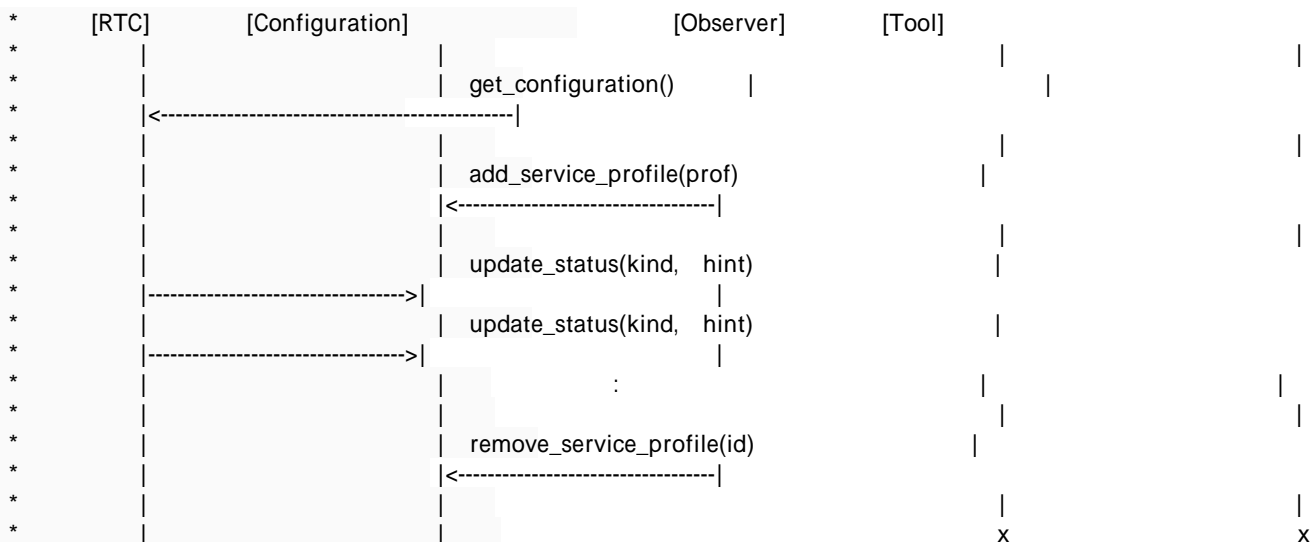 * [RTC] [Configuration] [Observer] [Tool]
* | | | |
* | | get_configuration() | |
* |<------------------------------------------------|
* | | | |
* | | add_service_profile(prof) |
* | |<-----------------------------------|
* | | | |
* | | update_status(kind, hint) |
* |----------------------------------->| |
* | | update_status(kind, hint) |
* |----------------------------------->| |
* | | : | |
* | | | |
* | | remove_service_profile(id) |
* | |<-----------------------------------|
* | | | |
* | | x x